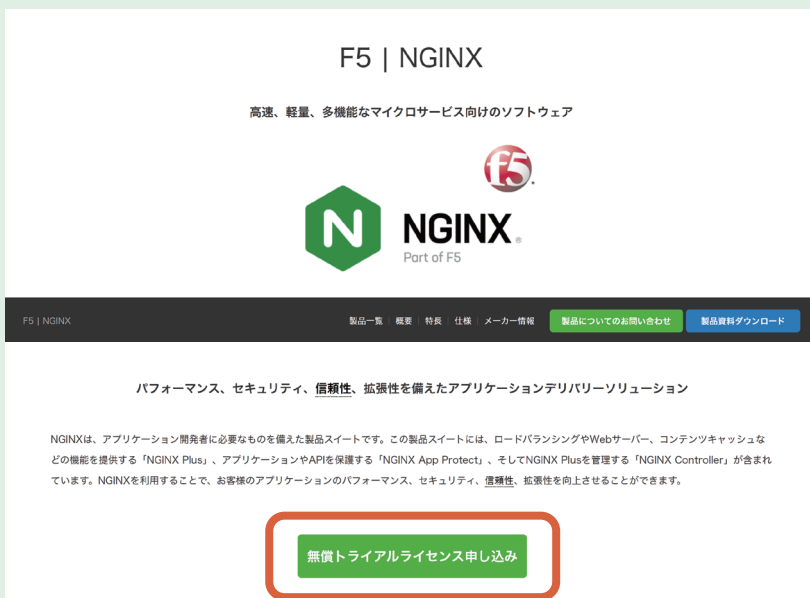 F5 | NGINX
高速、軽量、多機能なマイクロサービス向けのソフトウェア
f5
N NGINX
Part of F5
F5 | NGINX 製品一覧 概要 特長 仕様 メーカー情報 製品についてのお問い合わせ 製品資料ダウンロード
パフォーマンス、セキュリティ、信頼性、拡張性を備えたアプリケーションデリバリーソリューション
NGINXは、アプリケーション開発者に必要なものを備えた製品スイートです。この製品スイートには、ロードバランシングやWebサーバー、コンテンツキャッシュな
どの機能を提供する「NGINX Plus」、アプリケーションやAPIを保護する「NGINX App Protect」、そしてNGINX Plusを管理する「NGINX Controller」が含まれ
ています。NGINXを利用することで、お客様のアプリケーションのパフォーマンス、セキュリティ、信頼性、拡張性を向上させることができます。
無償トライアルライセンス申し込み